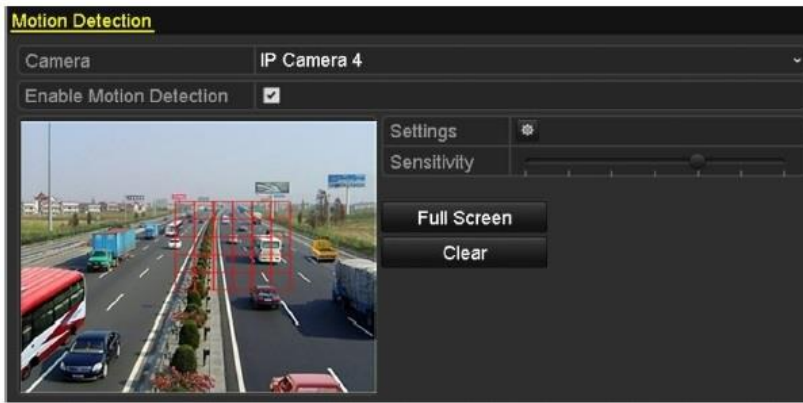 Motion Detection
Camera IP Camera 4
Enable Motion Detection
Settings
Sensitivity
Full Screen
Clear